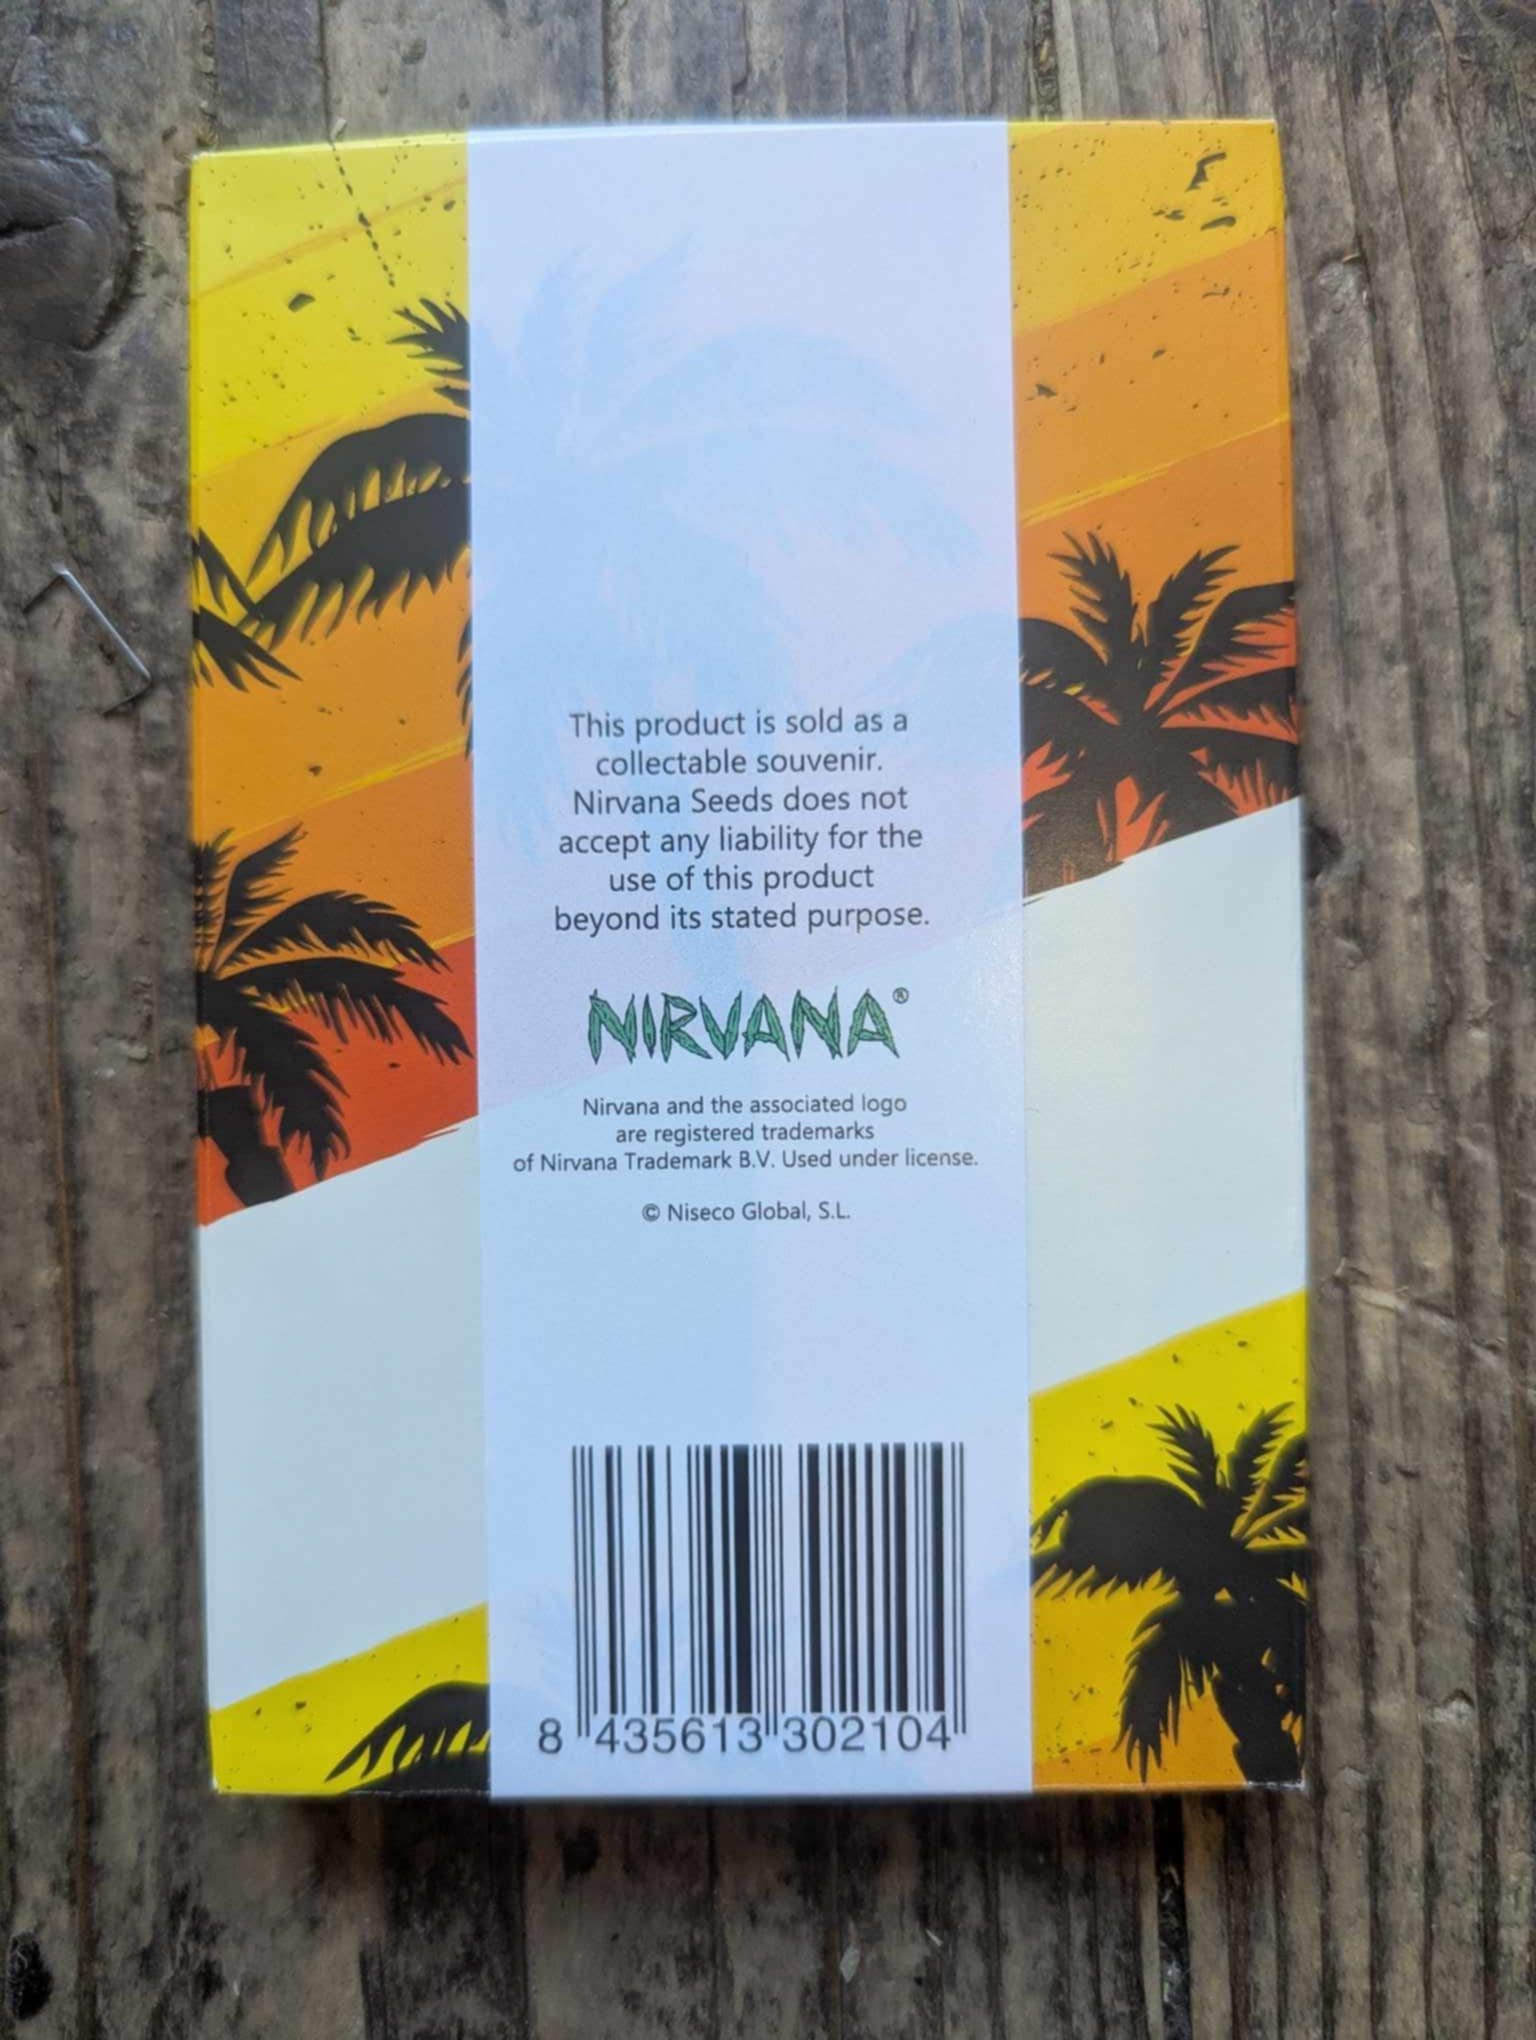 This product is sold as a
collectable souvenir.
Nirvana Seeds does not
accept any liability for the
use of this product
beyond its stated purpose.
NIRVANA®
Nirvana and the associated logo
are registered trademarks
of Nirvana Trademark B.V. Used under license.
© Niseco Global, S.L.
8 435613 302104